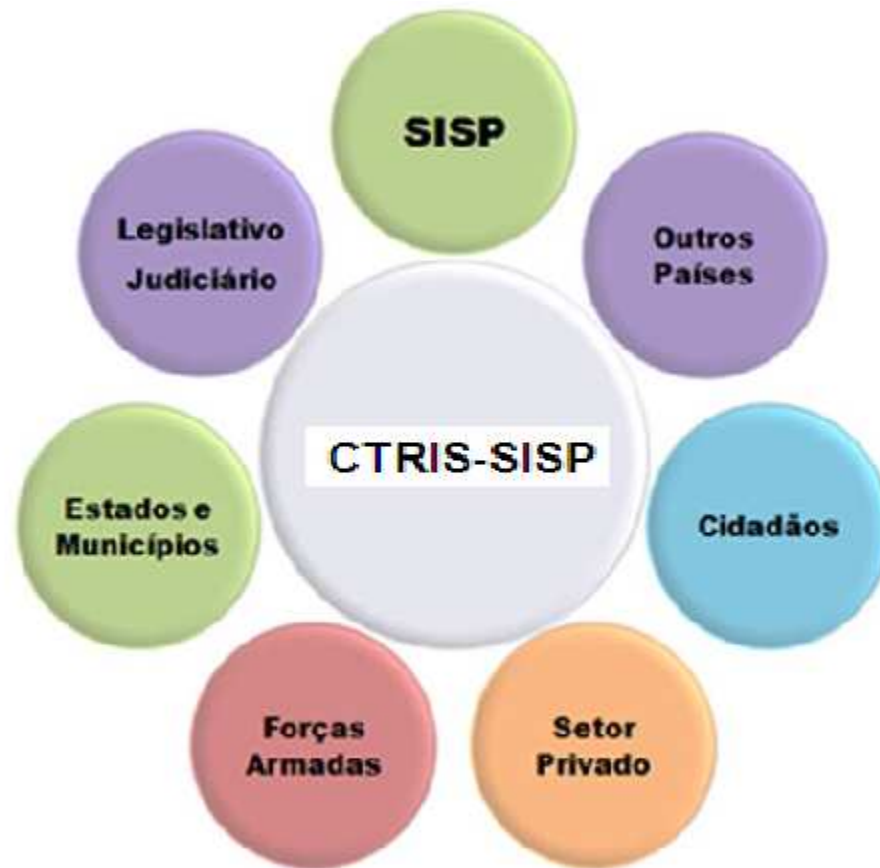 SISP
Legislativo
Judiciário
Outros
Países
CTRIS-SISP
Estados e
Municípios
Cidadãos
Forças
Armadas
Setor
Privado